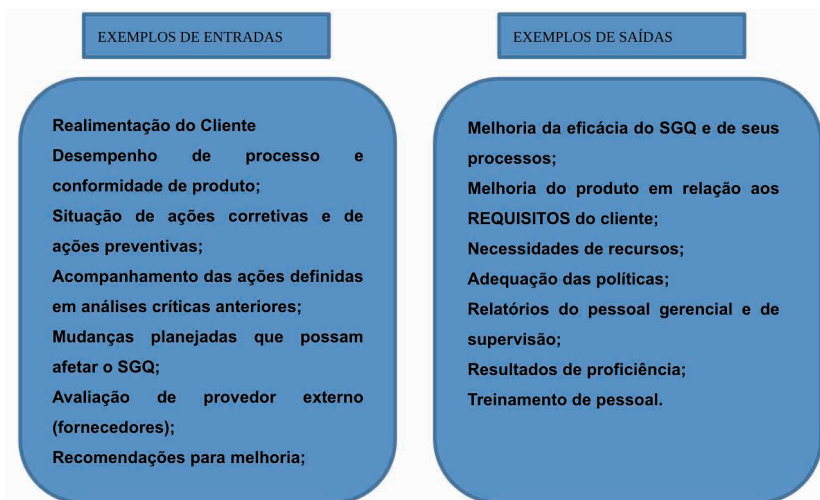 EXEMPLOS DE ENTRADAS
Realimentação do Cliente
Desempenho de processo e
conformidade de produto;
Situação de ações corretivas e de
ações preventivas;
Acompanhamento das ações definidas
em análises críticas anteriores;
Mudanças planejadas que possam
afetar o SGQ;
Avaliação de provedor externo
(fornecedores);
Recomendações para melhoria;
EXEMPLOS DE SAÍDAS
Melhoria da eficácia do SGQ e de seus
processos;
Melhoria do produto em relação aos
REQUISITOS do cliente;
Necessidades de recursos;
Adequação das políticas;
Relatórios do pessoal gerencial e de
supervisão;
Resultados de proficiência;
Treinamento de pessoal.